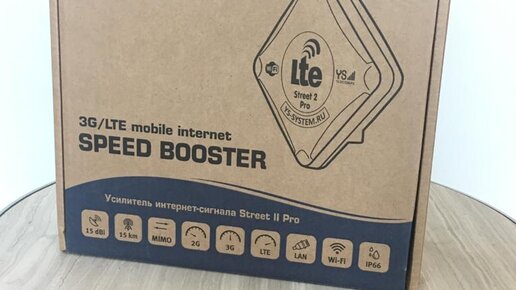 Lte
YS
Street 2
Pro
YS-SYSTEM.RU
3G/LTE mobile internet
SPEED BOOSTER
Усилитель интернет-сигнала Street II Pro
15 dBi
15 km
MIMO
2G
3G
LTE
LAN
Wi-Fi
IP66